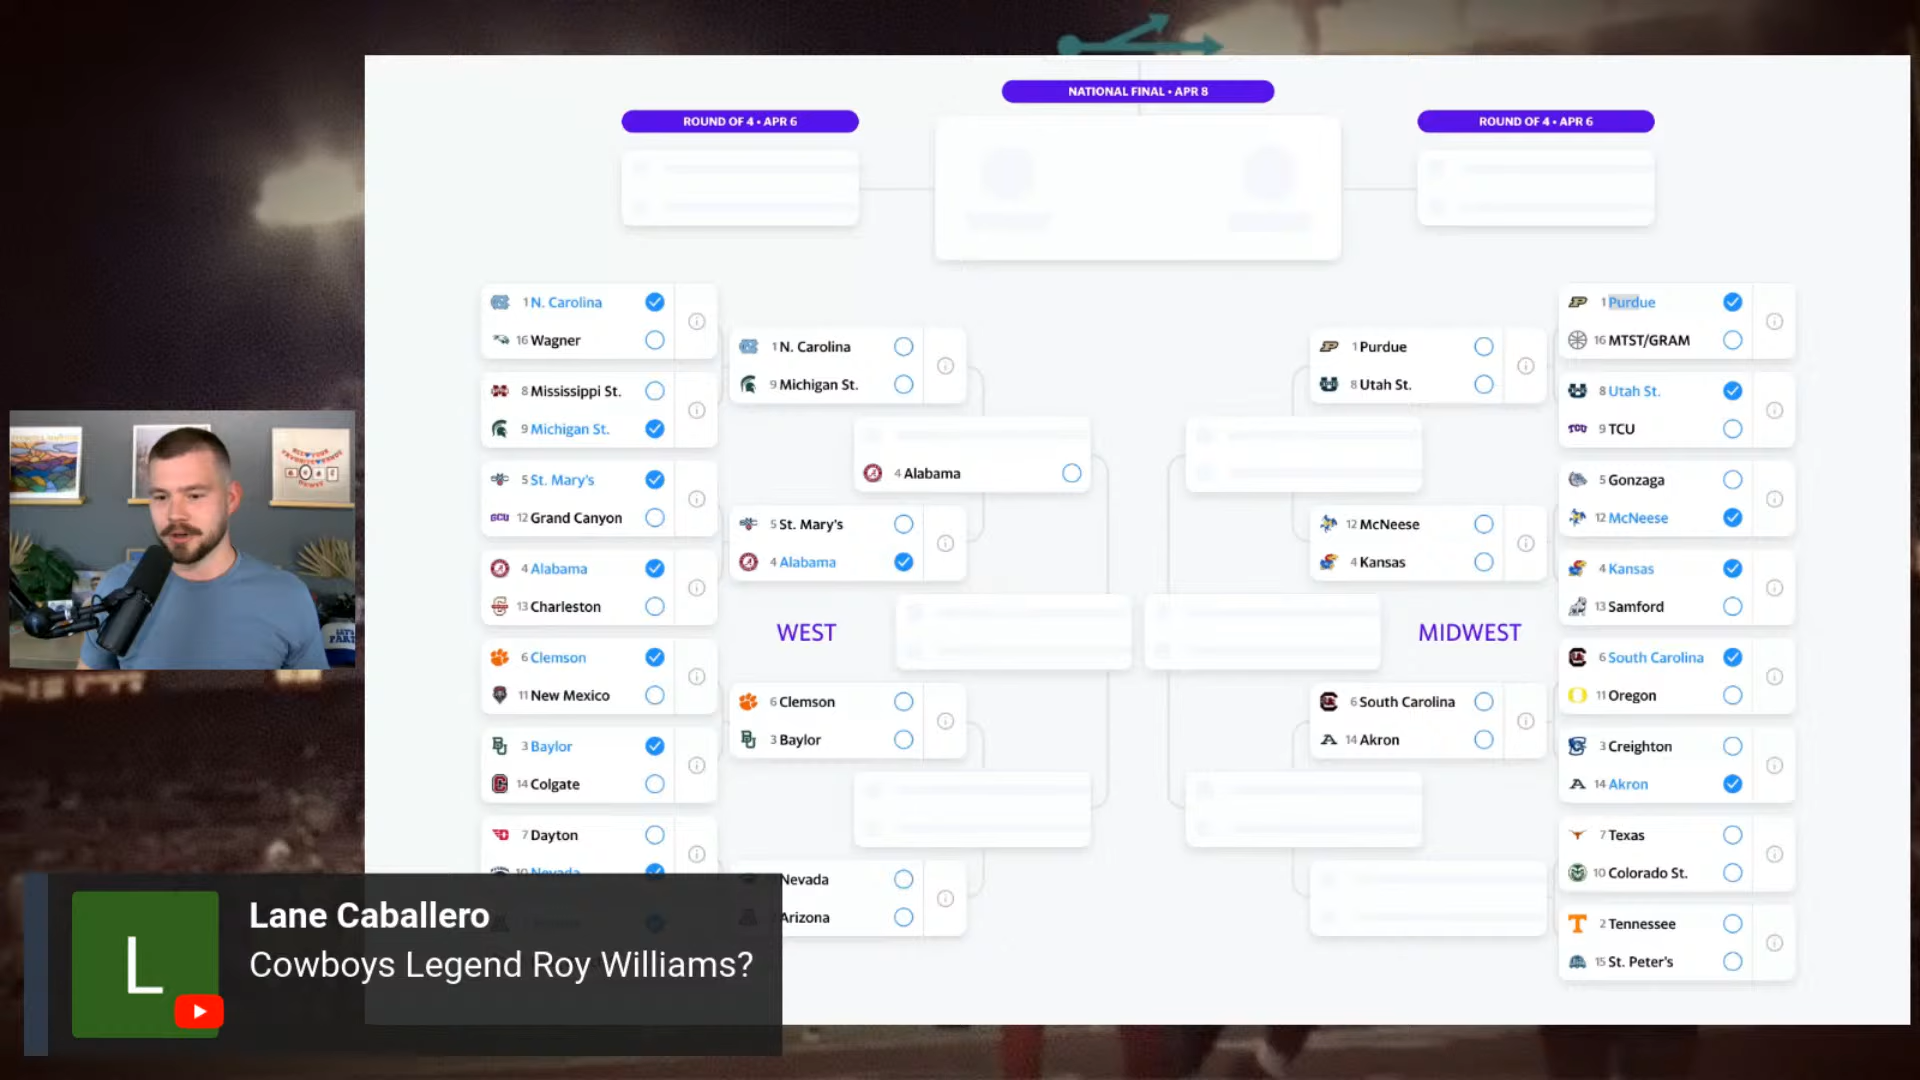 NATIONAL FINAL • APR 8
ROUND OF 4 • APR 6
ROUND OF 4 • APR 6
1 N. Carolina
16 Wagner
8 Mississippi St.
9 Michigan St.
5 St. Mary's
12 Grand Canyon
4 Alabama
13 Charleston
6 Clemson
11 New Mexico
3 Baylor
14 Colgate
7 Dayton
10 Nevada
1 N. Carolina
9 Michigan St.
5 St. Mary's
4 Alabama
6 Clemson
3 Baylor
Nevada
Arizona
4 Alabama
WEST
MIDWEST
1 Purdue
8 Utah St.
12 McNeese
4 Kansas
6 South Carolina
14 Akron
1 Purdue
16 MTST/GRAM
8 Utah St.
9 TCU
5 Gonzaga
12 McNeese
4 Kansas
13 Samford
6 South Carolina
11 Oregon
3 Creighton
14 Akron
7 Texas
10 Colorado St.
2 Tennessee
15 St. Peter's
L
Lane Caballero
Cowboys Legend Roy Williams?